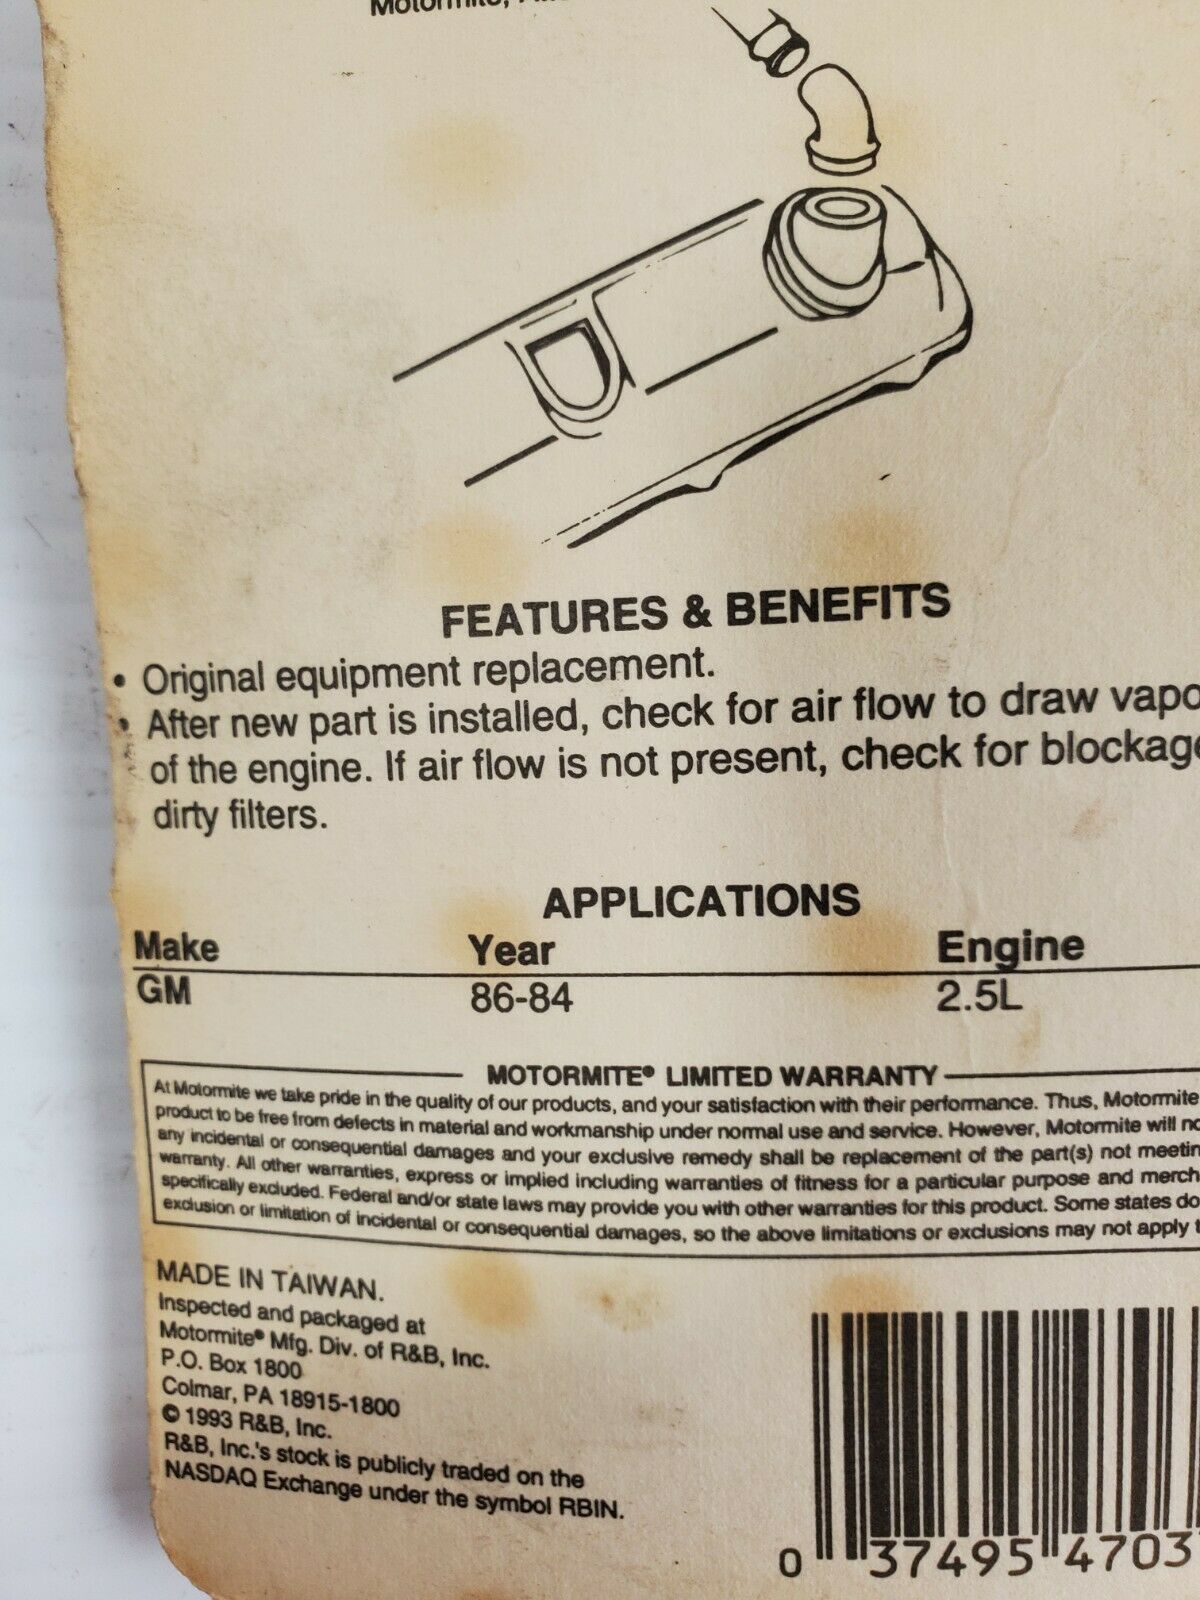 Motormite,
FEATURES & BENEFITS
• Original equipment replacement.
• After new part is installed, check for air flow to draw vapo
of the engine. If air flow is not present, check for blockage
dirty filters.
APPLICATIONS
Make Year Engine
GM 86-84 2.5L
MOTORMITE® LIMITED WARRANTY
At Motormite we take pride in the quality of our products, and your satisfaction with their performance. Thus, Motormite
product to be free from defects in material and workmanship under normal use and service. However, Motormite will no
any incidental or consequential damages and your exclusive remedy shall be replacement of the part(s) not meetin
warranty. All other warranties, express or implied including warranties of fitness for a particular purpose and merch
specifically excluded. Federal and/or state laws may provide you with other warranties for this product. Some states do
exclusion or limitation of incidental or consequential damages, so the above limitations or exclusions may not apply t
MADE IN TAIWAN.
Inspected and packaged at
Motormite® Mfg. Div. of R&B, Inc.
P.O. Box 1800
Colmar, PA 18915-1800
© 1993 R&B, Inc.
R&B, Inc.'s stock is publicly traded on the
NASDAQ Exchange under the symbol RBIN.
0 37495 4703